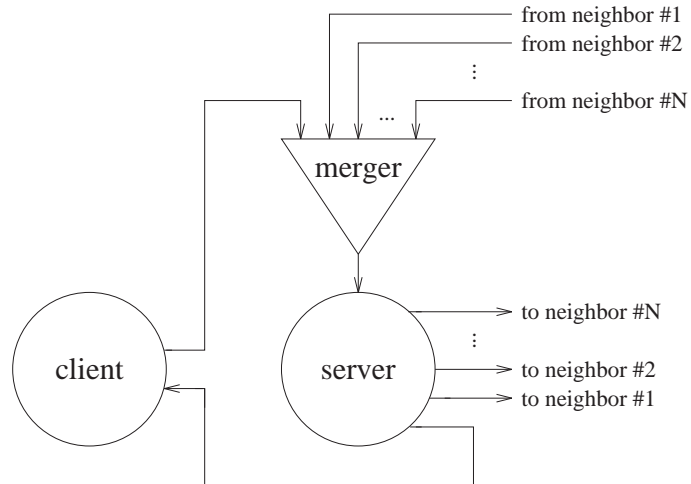 from neighbor #1
from neighbor #2
...
from neighbor #N
...
merger
client
server
to neighbor #N
...
to neighbor #2
to neighbor #1